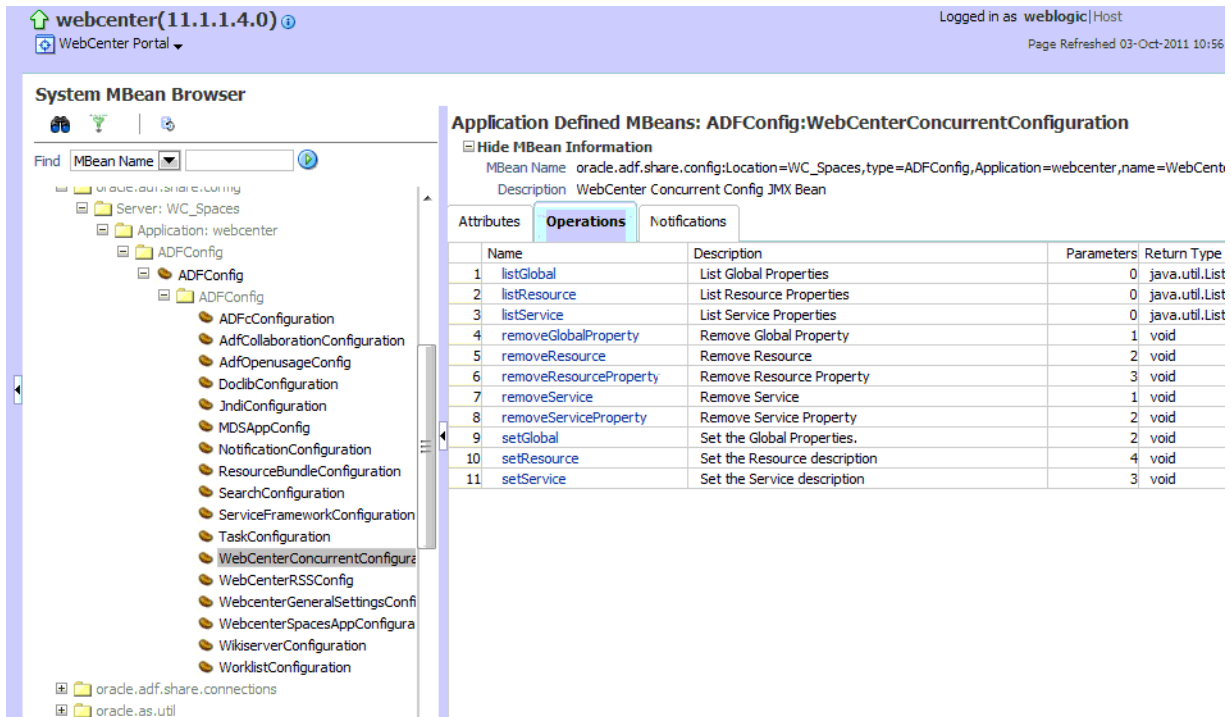 webcenter(11.1.1.4.0)
Logged in as weblogic|Host
WebCenter Portal
Page Refreshed 03-Oct-2011 10:56
System MBean Browser
Find MBean Name
oracle.adf.share.config
Server: WC_Spaces
Application: webcenter
ADFConfig
ADFConfig
ADFConfig
ADFcConfiguration
AdfCollaborationConfiguration
AdfOpenusageConfig
DoclibConfiguration
JndiConfiguration
MDSAppConfig
NotificationConfiguration
ResourceBundleConfiguration
SearchConfiguration
ServiceFrameworkConfiguration
TaskConfiguration
WebCenterConcurrentConfigura
WebCenterRSSConfig
WebcenterGeneralSettingsConfi
WebcenterSpacesAppConfigura
WikiserverConfiguration
WorklistConfiguration
oracle.adf.share.connections
oracle.as.util
Application Defined MBeans: ADFConfig:WebCenterConcurrentConfiguration
Hide MBean Information
MBean Name oracle.adf.share.config:Location=WC_Spaces,type=ADFConfig,Application=webcenter,name=WebCente
Description WebCenter Concurrent Config JMX Bean
Attributes Operations Notifications
Name Description Parameters Return Type
1 listGlobal List Global Properties 0 java.util.List
2 listResource List Resource Properties 0 java.util.List
3 listService List Service Properties 0 java.util.List
4 removeGlobalProperty Remove Global Property 1 void
5 removeResource Remove Resource 2 void
6 removeResourceProperty Remove Resource Property 3 void
7 removeService Remove Service 1 void
8 removeServiceProperty Remove Service Property 2 void
9 setGlobal Set the Global Properties. 2 void
10 setResource Set the Resource description 4 void
11 setService Set the Service description 3 void